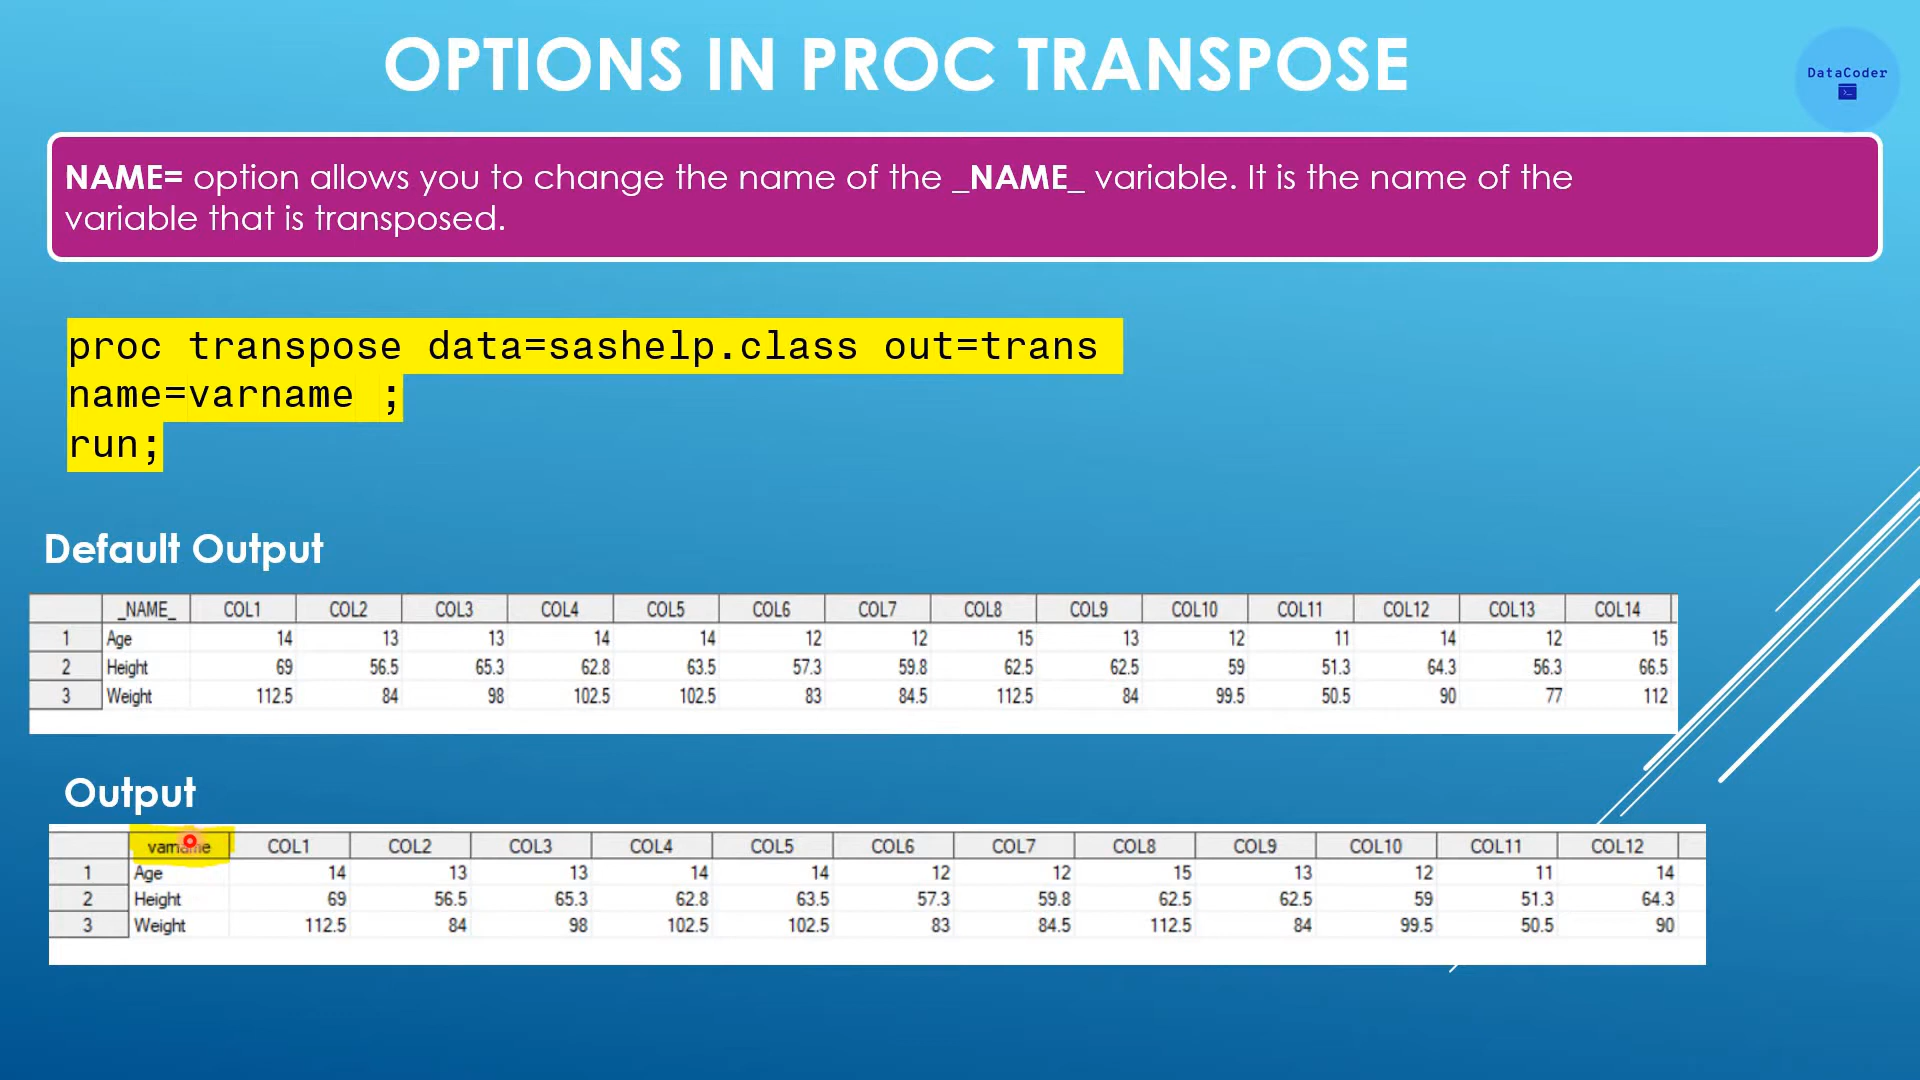 OPTIONS IN PROC TRANSPOSE
DataCoder
NAME= option allows you to change the name of the _NAME_ variable. It is the name of the
variable that is transposed.
proc transpose data=sashelp.class out=trans
name=varname ;
run;
Default Output
_NAME_ COL1 COL2 COL3 COL4 COL5 COL6 COL7 COL8 COL9 COL10 COL11 COL12 COL13 COL14
1 Age 14 13 13 14 14 12 12 15 13 12 11 14 12 15
2 Height 69 56.5 65.3 62.8 63.5 57.3 59.8 62.5 62.5 59 51.3 64.3 56.3 66.5
3 Weight 112.5 84 98 102.5 102.5 83 84.5 112.5 84 99.5 50.5 90 77 112
Output
varname COL1 COL2 COL3 COL4 COL5 COL6 COL7 COL8 COL9 COL10 COL11 COL12
1 Age 14 13 13 14 14 12 12 15 13 12 11 14
2 Height 69 56.5 65.3 62.8 63.5 57.3 59.8 62.5 62.5 59 51.3 64.3
3 Weight 112.5 84 98 102.5 102.5 83 84.5 112.5 84 99.5 50.5 90